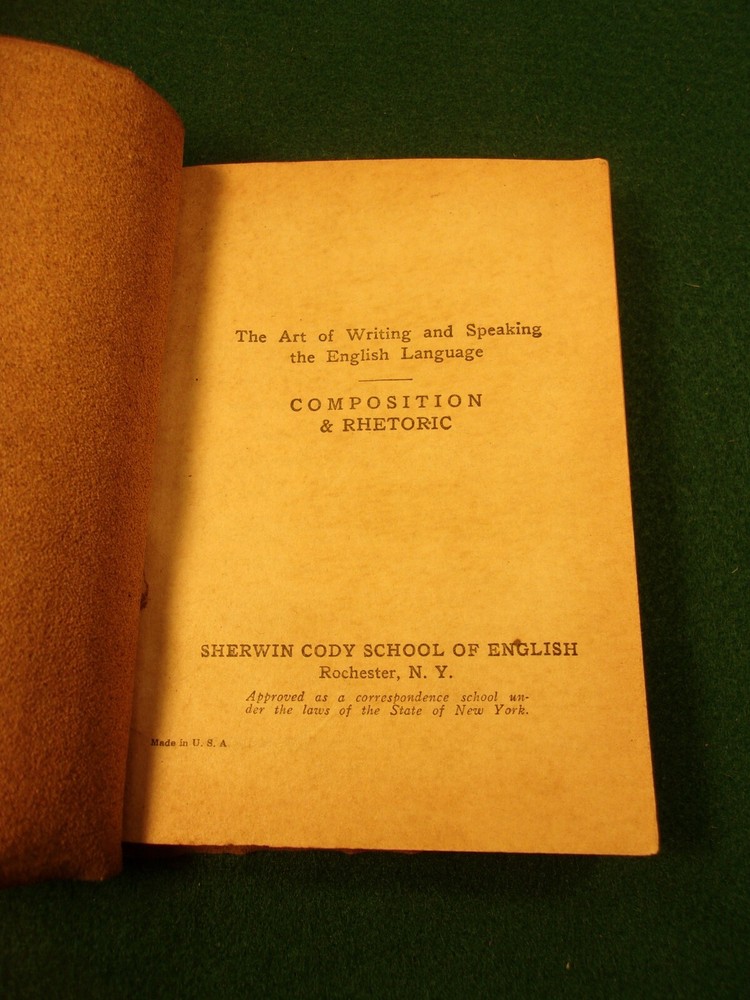 The Art of Writing and Speaking
the English Language
COMPOSITION
& RHETORIC
SHERWIN CODY SCHOOL OF ENGLISH
Rochester, N. Y.
Approved as a correspondence school un-
der the laws of the State of New York.
Made in U. S. A